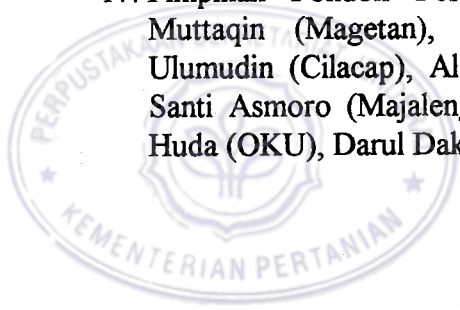 Muttaqin (Magetan),
Ulumudin (Cilacap), Al
Santi Asmoro (Majalen
Huda (OKU), Darul Dak
PERPUSTAKAAN
KEMENTERIAN PERTANIAN